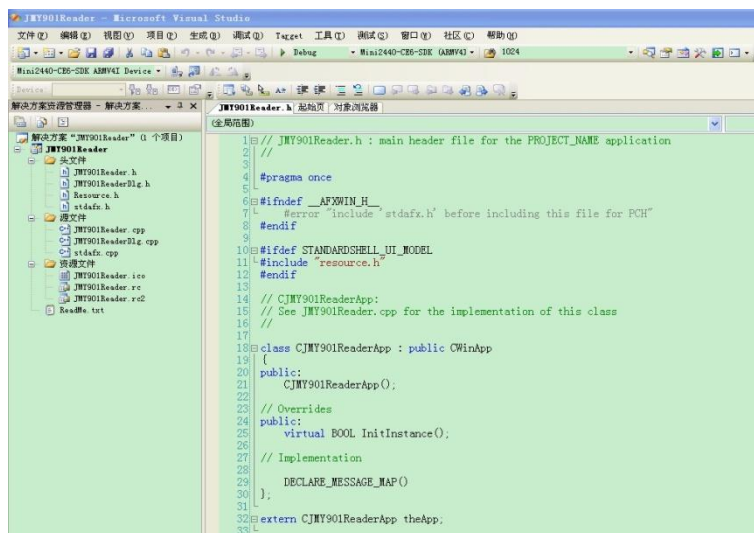 JMY901Reader - Microsoft Visual Studio
文件(F) 编辑(E) 视图(V) 项目(P) 生成(B) 调试(D) Target 工具(T) 测试(S) 窗口(W) 社区(C) 帮助(H)
Debug Mini2440-CE6-SDK (ARMV4I) 1024
Mini2440-CE6-SDK ARMV4I Device
Device
解决方案资源管理器 - 解决方案...
JMY901Reader.h 起始页 对象浏览器
(全局范围)
解决方案 "JMY901Reader" (1 个项目)
JMY901Reader
头文件
JMY901Reader.h
JMY901ReaderDlg.h
Resource.h
stdafx.h
源文件
JMY901Reader.cpp
JMY901ReaderDlg.cpp
stdafx.cpp
资源文件
JMY901Reader.ico
JMY901Reader.rc
JMY901Reader.rc2
ReadMe.txt
1 // JMY901Reader.h : main header file for the PROJECT_NAME application
2 //
3
4 #pragma once
5
6 #ifndef __AFXWIN_H__
7 #error "include 'stdafx.h' before including this file for PCH"
8 #endif
9
10 #ifdef STANDARDSHELL_UI_MODEL
11 #include "resource.h"
12 #endif
13
14 // CJMY901ReaderApp:
15 // See JMY901Reader.cpp for the implementation of this class
16 //
17
18 class CJMY901ReaderApp : public CWinApp
19 {
20 public:
21 CJMY901ReaderApp();
22
23 // Overrides
24 public:
25 virtual BOOL InitInstance();
26
27 // Implementation
28
29 DECLARE_MESSAGE_MAP()
30 };
31
32 extern CJMY901ReaderApp theApp;
33